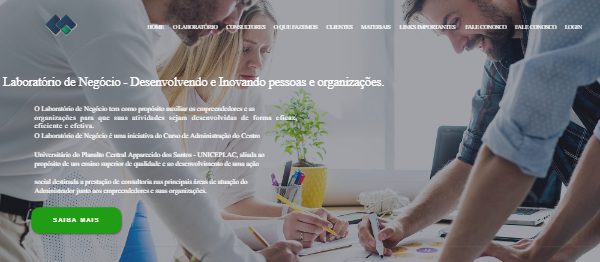 HOME O LABORATÓRIO CONSULTORES O QUE FAZEMOS CLIENTES MATERIAIS LINKS IMPORTANTES FALE CONOSCO FALE CONOSCO LOGIN
Laboratório de Negócio - Desenvolvendo e Inovando pessoas e organizações.
O Laboratório de Negócio tem como propósito auxiliar os empreendedores e as
organizações para que suas atividades sejam desenvolvidas de forma eficaz,
eficiente e efetiva.
O Laboratório de Negócio é uma iniciativa do Curso de Administração do Centro
Universitário do Planalto Central Apparecido dos Santos - UNICEPLAC, aliada ao
propósito de um ensino superior de qualidade e ao desenvolvimento de uma ação
social destinada a prestação de consultoria nas principais áreas de atuação do
Administrador junto aos empreendedores e suas organizações.
SAIBA MAIS